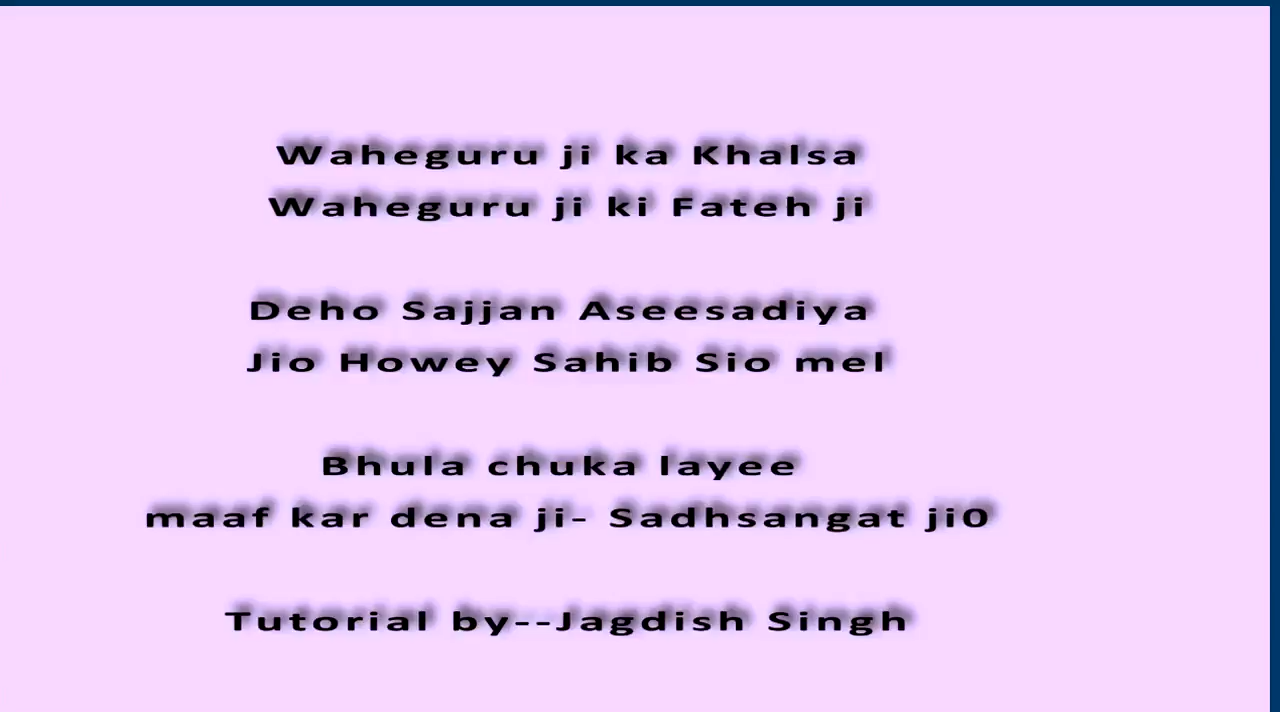 Waheguru ji ka Khalsa
Waheguru ji ki Fateh ji
Deho Sajjan Aseesadiya
Jio Howey Sahib Sio mel
Bhula chuka layee
maaf kar dena ji- Sadhsangat ji0
Tutorial by--Jagdish Singh